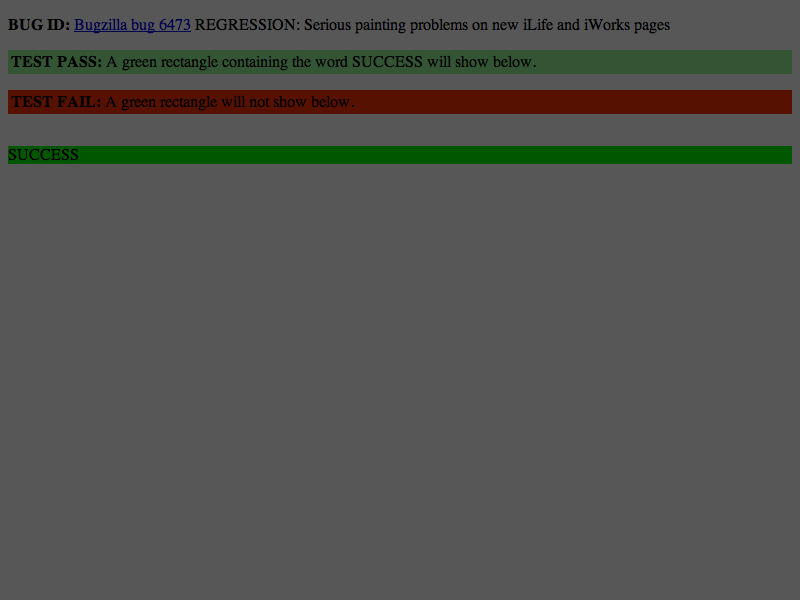 BUG ID: Bugzilla bug 6473 REGRESSION: Serious painting problems on new iLife and iWorks pages
TEST PASS: A green rectangle containing the word SUCCESS will show below.
TEST FAIL: A green rectangle will not show below.
SUCCESS